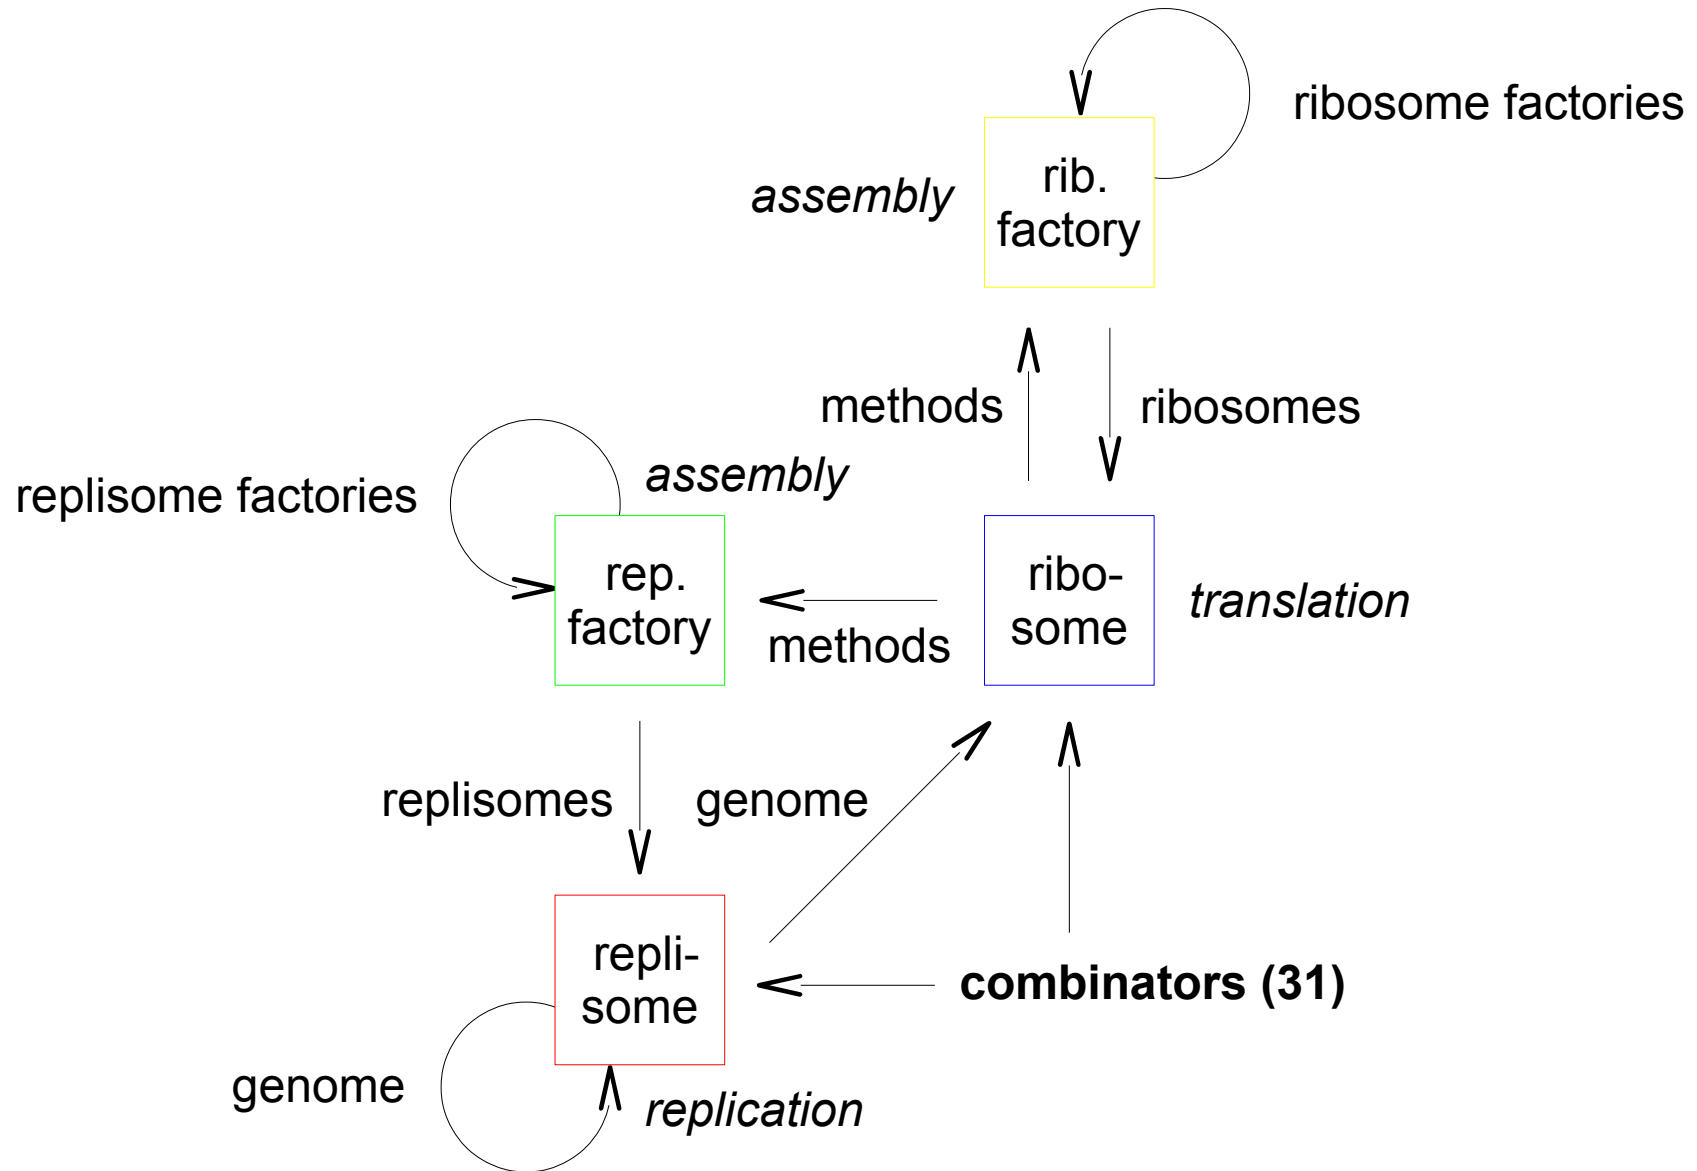 ribosome factories
assembly
rib.
factory
methods
ribosomes
replisome factories
assembly
rep.
factory
methods
ribo-
some
translation
replisomes
genome
repli-
some
combinators (31)
genome
replication